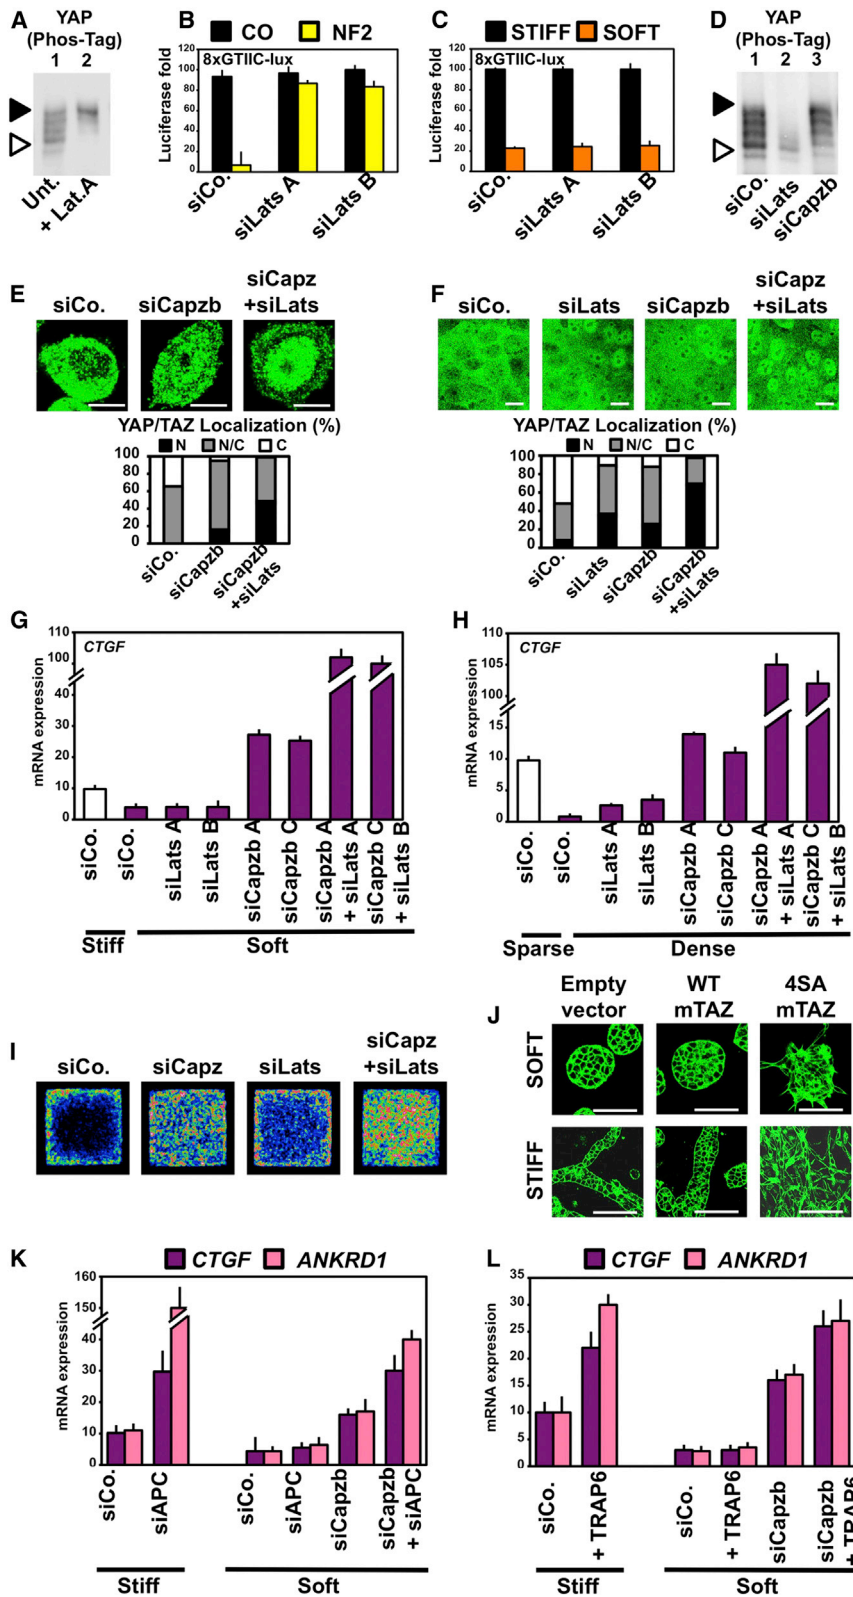 A
YAP
(Phos-Tag)
1 2
Unt.
+ Lat.A
B
CO NF2
8xGTIIC-lux
Luciferase fold
120
100
80
60
40
20
0
siCo.
siLats A
siLats B
C
STIFF SOFT
8xGTIIC-lux
Luciferase fold
120
100
80
60
40
20
0
siCo.
siLats A
siLats B
D
YAP
(Phos-Tag)
1 2 3
siCo.
siLats
siCapzb
E
siCo. siCapzb siCapz
+siLats
YAP/TAZ Localization (%)
N N/C C
100
80
60
40
20
0
siCo.
siCapzb
siCapzb
+siLats
F
siCo. siLats siCapzb siCapz
+siLats
YAP/TAZ Localization (%)
N N/C C
100
80
60
40
20
0
siCo.
siLats
siCapzb
siCapzb
+siLats
G
CTGF
mRNA expression
110
100
40
30
20
10
0
siCo.
siCo.
siLats A
siLats B
siCapzb A
siCapzb C
siCapzb A
+ siLats A
siCapzb C
+ siLats B
Stiff Soft
H
CTGF
mRNA expression
110
105
100
15
10
5
0
siCo.
siCo.
siLats A
siLats B
siCapzb A
siCapzb C
siCapzb A
+ siLats A
siCapzb C
+ siLats B
Sparse Dense
I
siCo. siCapz siLats siCapz
+siLats
J
Empty
vector
WT
mTAZ
4SA
mTAZ
SOFT
STIFF
K
CTGF ANKRD1
mRNA expression
160
150
40
30
20
10
0
siCo.
siAPC
siCo.
siAPC
siCapzb
siCapzb
+ siAPC
Stiff Soft
L
CTGF ANKRD1
mRNA expression
35
30
25
20
15
10
5
0
siCo.
+ TRAP6
siCo.
+ TRAP6
siCapzb
siCapzb
+ TRAP6
Stiff Soft